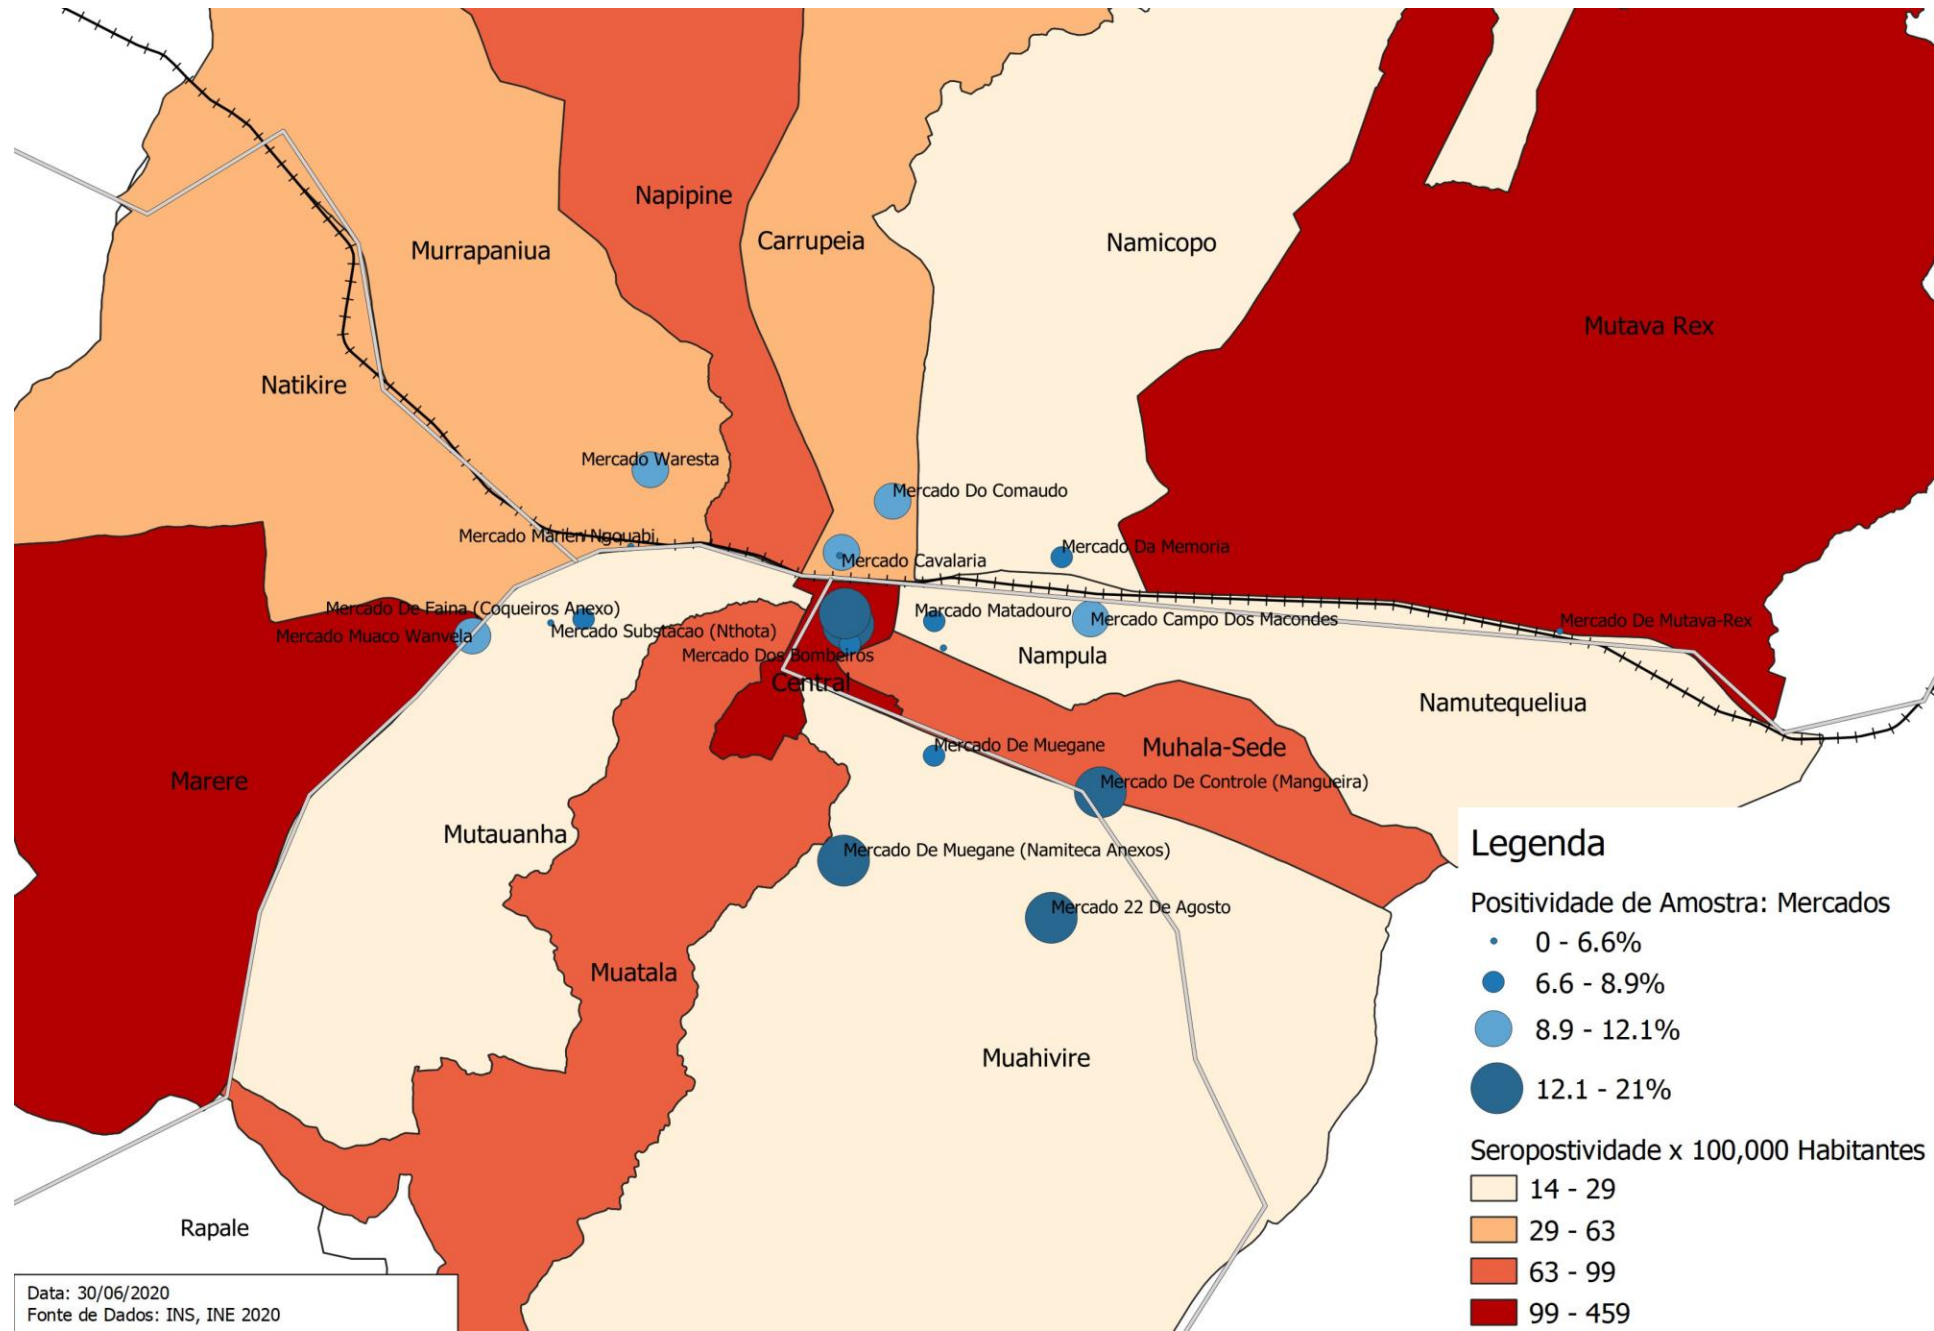 Napipine
Carrupeia
Namicopo
Murrapaniua
Mutava Rex
Natikire
Mercado Waresta
Mercado Do Comaudo
Mercado Marien Ngouabi
Mercado Da Memoria
Mercado Cavalaria
Mercado De Faina (Coqueiros Anexo)
Marcado Matadouro
Mercado Campo Dos Macondes
Mercado De Mutava-Rex
Mercado Muaco Wanvela
Mercado Substacao (Nthota)
Mercado Dos Bombeiros
Nampula
Central
Namutequeliua
Mercado De Muegane
Muhala-Sede
Marere
Mercado De Controle (Mangueira)
Mutauanha
Mercado De Muegane (Namiteca Anexos)
Mercado 22 De Agosto
Muatala
Muahivire
Rapale
Legenda
Positividade de Amostra: Mercados
0 - 6.6%
6.6 - 8.9%
8.9 - 12.1%
12.1 - 21%
Seropostividade x 100,000 Habitantes
14 - 29
29 - 63
63 - 99
99 - 459
Data: 30/06/2020
Fonte de Dados: INS, INE 2020